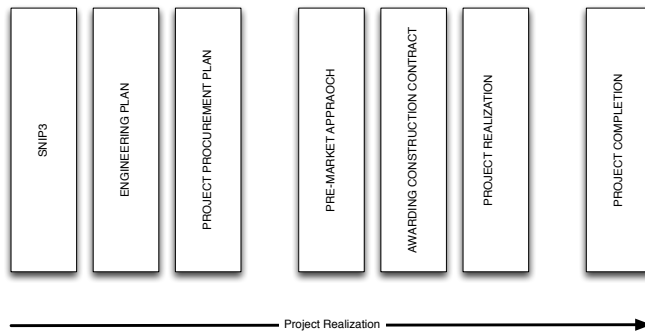 SNIP3
ENGINEERING PLAN
PROJECT PROCUREMENT PLAN
PRE-MARKET APPRAOCH
AWARDING CONSTRUCTION CONTRACT
PROJECT REALIZATION
PROJECT COMPLETION
Project Realization